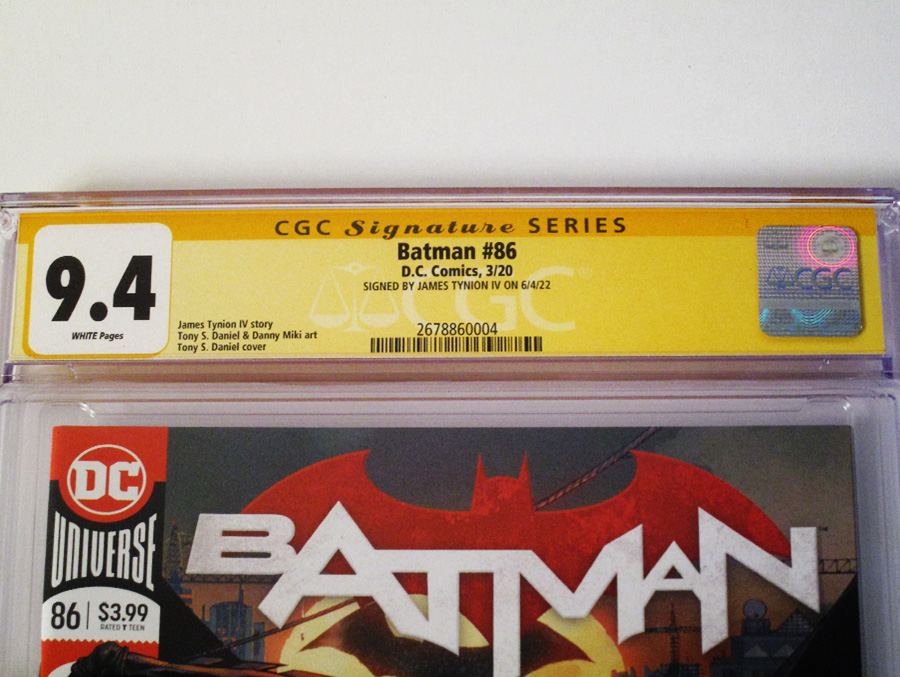 CGC Signature SERIES
Batman #86
D.C. Comics, 3/20
SIGNED BY JAMES TYNION IV ON 6/4/22
9.4
WHITE Pages
James Tynion IV story
Tony S. Daniel & Danny Miki art
Tony S. Daniel cover
CGC
2678860004
CGC
DC
UNIVERSE
86 | $3.99
RATED T TEEN
BATMAN